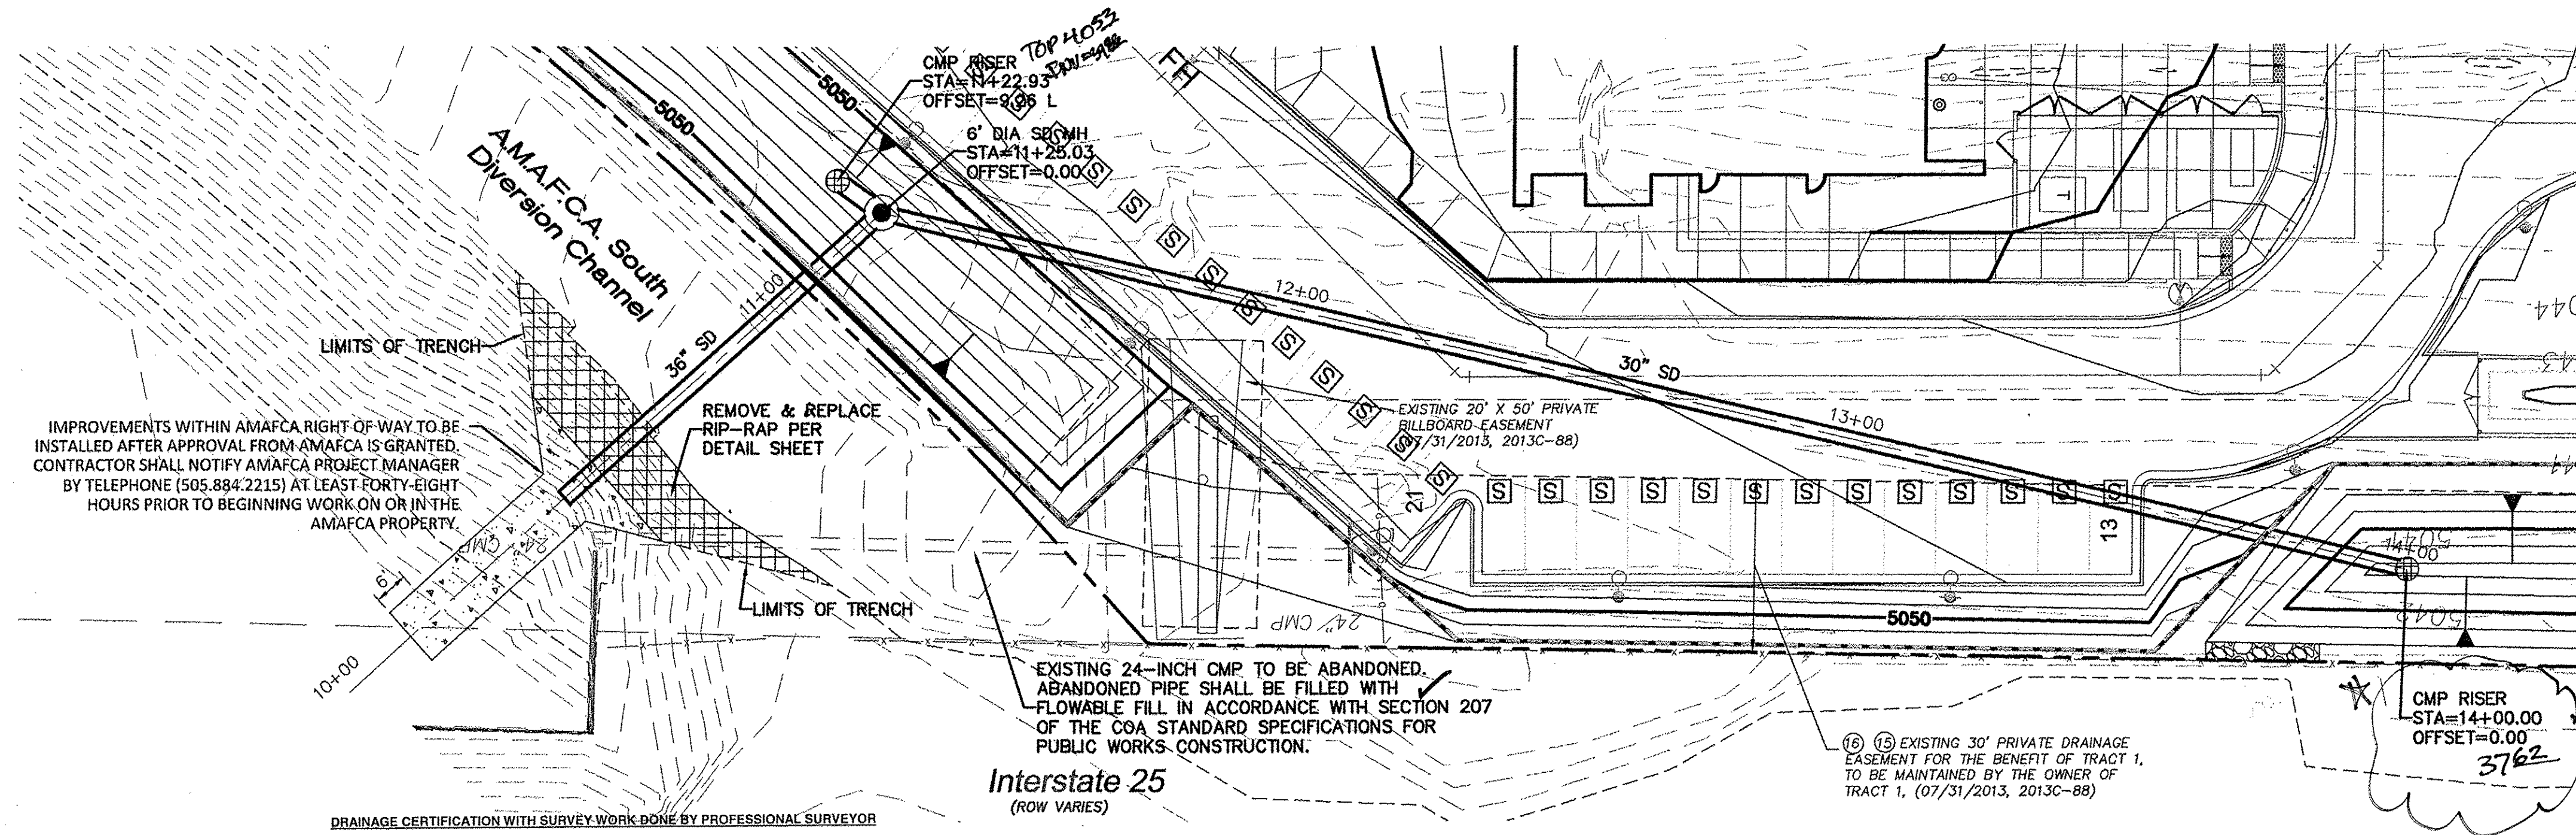 TOP 4053
CMP RISER
STA=11+22.93
OFFSET=9.96 L
6' DIA SD MH
STA=11+25.03
OFFSET=0.00
FH
5050
5050
A.M.A.F.C.A. South
Diversion Channel
11+00
36" SD
LIMITS OF TRENCH
REMOVE & REPLACE
RIP-RAP PER
DETAIL SHEET
IMPROVEMENTS WITHIN AMAFCA RIGHT OF WAY TO BE
INSTALLED AFTER APPROVAL FROM AMAFCA IS GRANTED.
CONTRACTOR SHALL NOTIFY AMAFCA PROJECT MANAGER
BY TELEPHONE (505.884.2215) AT LEAST FORTY-EIGHT
HOURS PRIOR TO BEGINNING WORK ON OR IN THE
AMAFCA PROPERTY.
24" CMP
6'
LIMITS OF TRENCH
10+00
12+00
30" SD
13+00
EXISTING 20' X 50' PRIVATE
BILLBOARD EASEMENT
(07/31/2013, 2013C-88)
S S S S S S S S S S S
S S S S S S S S S S S S S
21
13
T
24" CMP
5050
5042
EXISTING 24-INCH CMP TO BE ABANDONED.
ABANDONED PIPE SHALL BE FILLED WITH
FLOWABLE FILL IN ACCORDANCE WITH SECTION 207
OF THE COA STANDARD SPECIFICATIONS FOR
PUBLIC WORKS CONSTRUCTION.
Interstate 25
(ROW VARIES)
16 15 EXISTING 30' PRIVATE DRAINAGE
EASEMENT FOR THE BENEFIT OF TRACT 1,
TO BE MAINTAINED BY THE OWNER OF
TRACT 1, (07/31/2013, 2013C-88)
CMP RISER
STA=14+00.00
OFFSET=0.00
3762
DRAINAGE CERTIFICATION WITH SURVEY WORK DONE BY PROFESSIONAL SURVEYOR